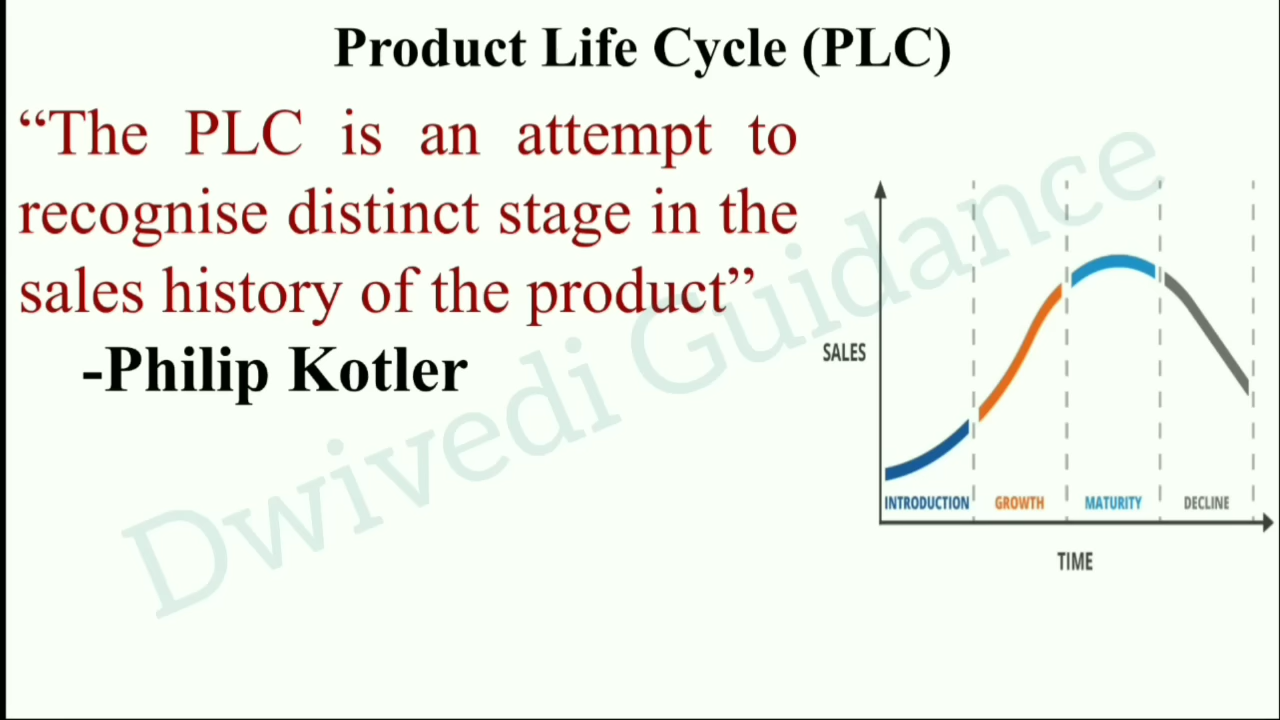 Product Life Cycle (PLC)
“The PLC is an attempt to
recognise distinct stage in the
sales history of the product”
-Philip Kotler
Dwivedi Guidance
SALES
INTRODUCTION GROWTH MATURITY DECLINE
TIME